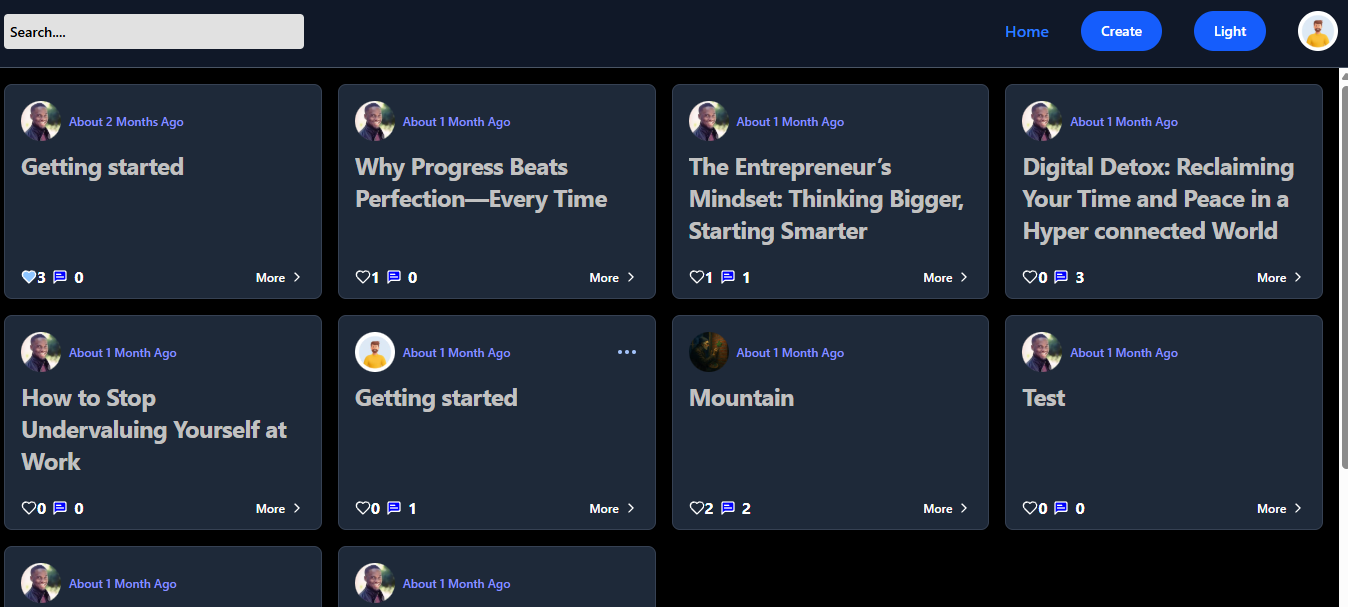 Search....
Home
Create
Light
About 2 Months Ago
Getting started
3 0
More
About 1 Month Ago
Why Progress Beats
Perfection—Every Time
1 0
More
About 1 Month Ago
The Entrepreneur’s
Mindset: Thinking Bigger,
Starting Smarter
1 1
More
About 1 Month Ago
Digital Detox: Reclaiming
Your Time and Peace in a
Hyper connected World
0 3
More
About 1 Month Ago
How to Stop
Undervaluing Yourself at
Work
0 0
More
About 1 Month Ago
Getting started
0 1
More
About 1 Month Ago
Mountain
2 2
More
About 1 Month Ago
Test
0 0
More
About 1 Month Ago
About 1 Month Ago